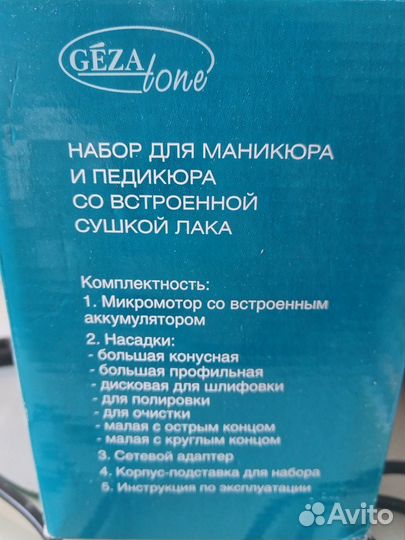 GÉZA
tone
НАБОР ДЛЯ МАНИКЮРА
И ПЕДИКЮРА
СО ВСТРОЕННОЙ
СУШКОЙ ЛАКА
Комплектность:
1. Микромотор со встроенным
аккумулятором
2. Насадки:
- большая конусная
- большая профильная
- дисковая для шлифовки
- для полировки
- для очистки
- малая с острым концом
- малая с круглым концом
3. Сетевой адаптер
4. Корпус-подставка для набора
5. Инструкция по эксплуатации
Avito